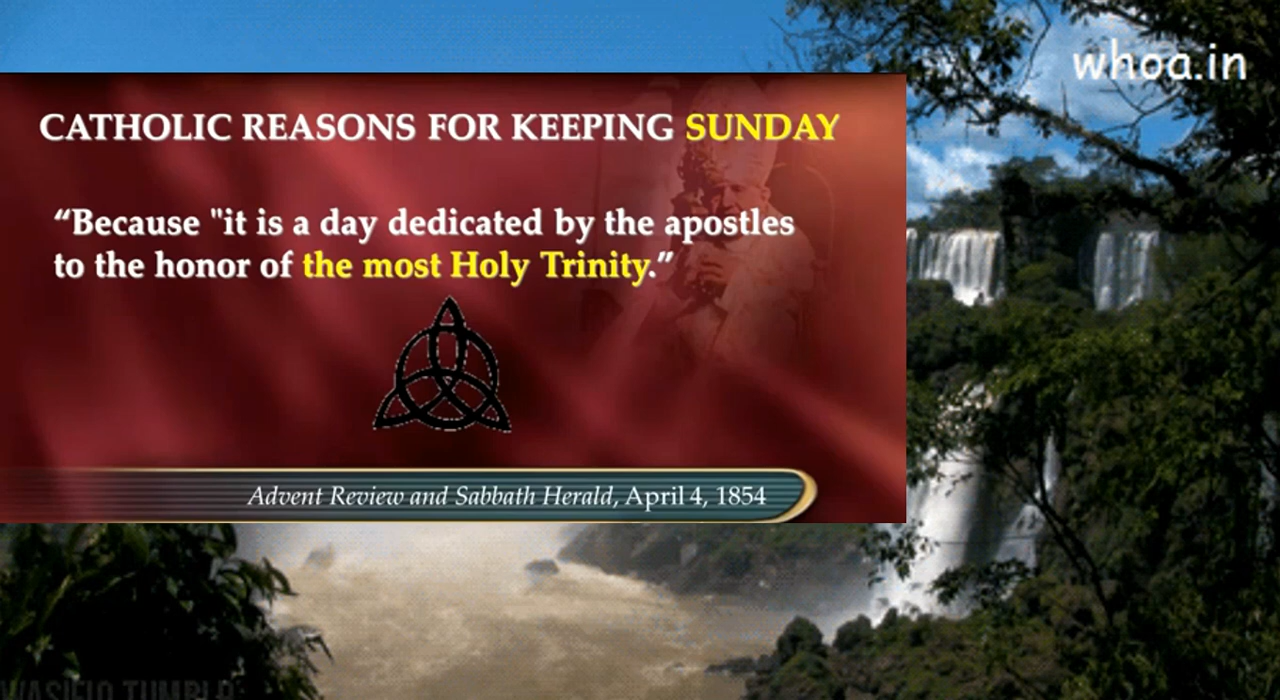 whoa.in
CATHOLIC REASONS FOR KEEPING SUNDAY
“Because "it is a day dedicated by the apostles
to the honor of the most Holy Trinity.”
Advent Review and Sabbath Herald, April 4, 1854